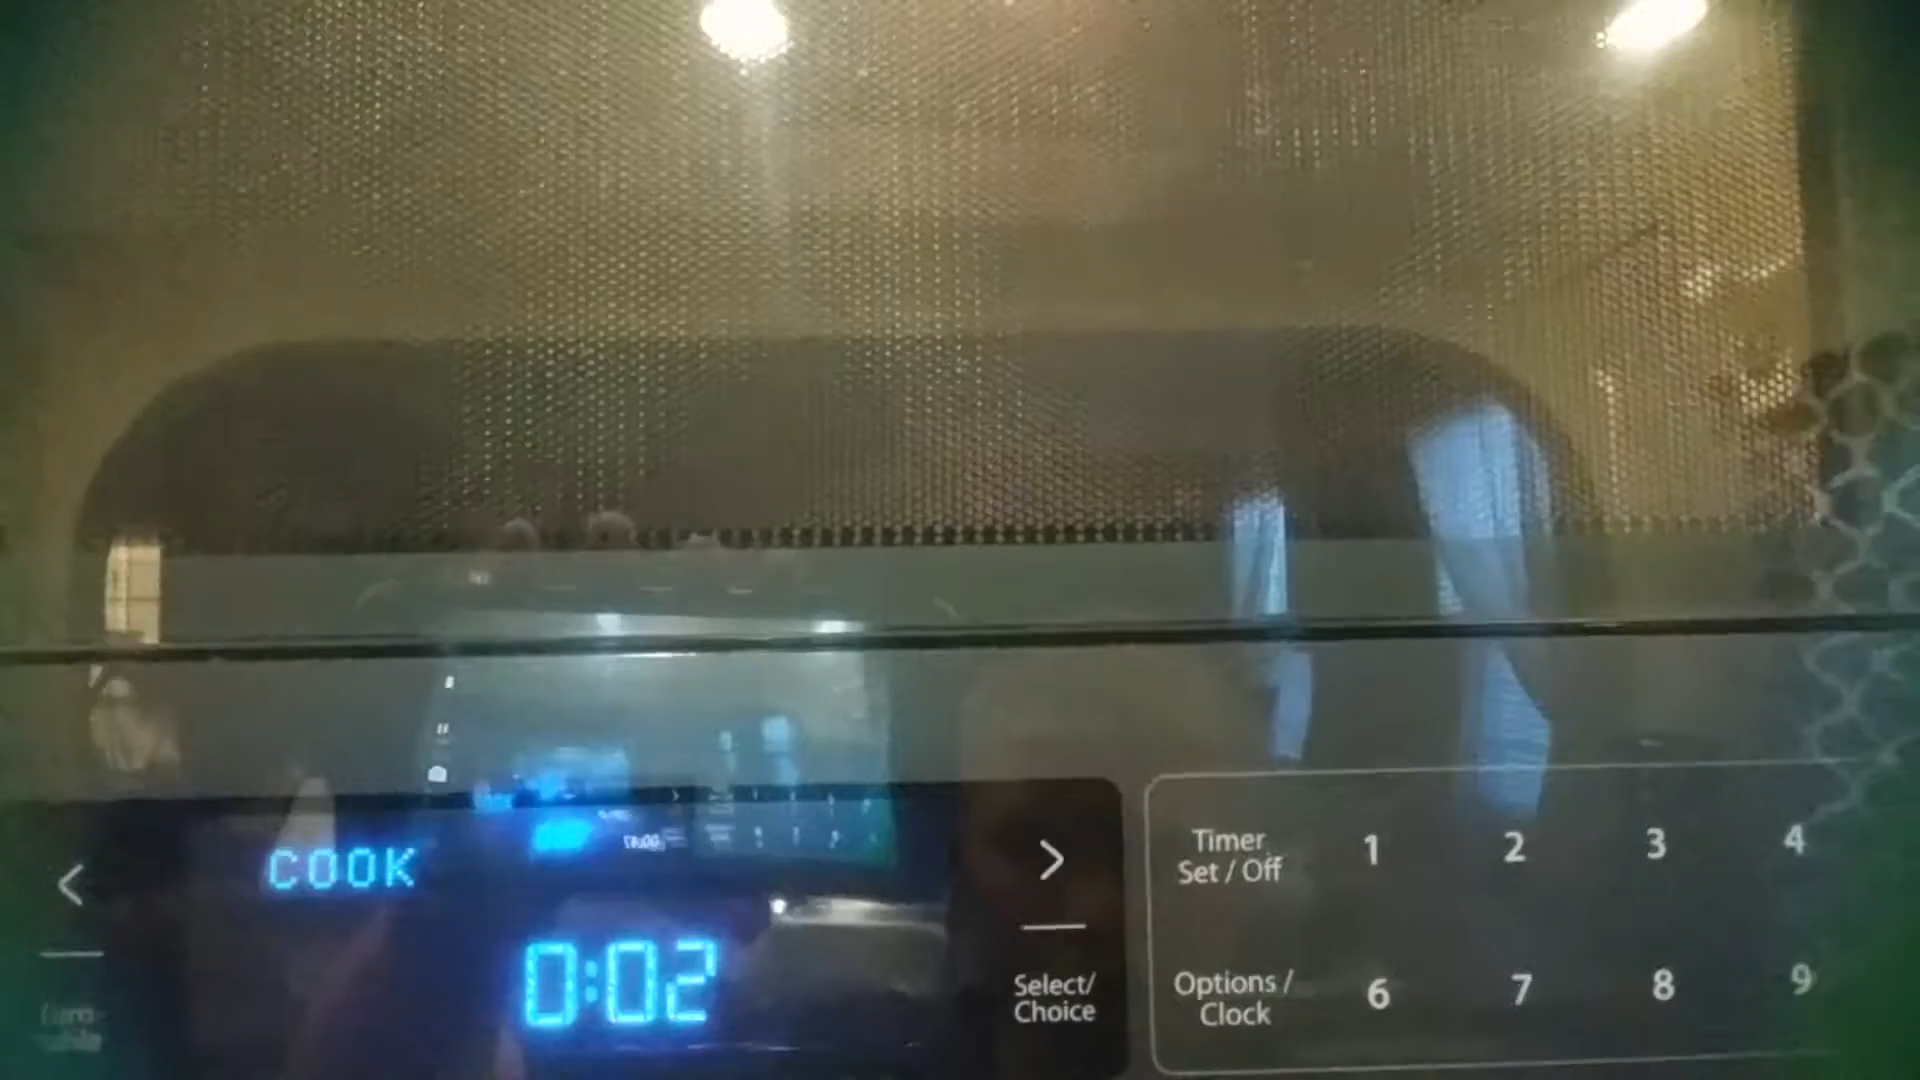 <
COOK
0:02
>
Select/
Choice
Timer
Set / Off
1 2 3 4
Options /
Clock
6 7 8 9